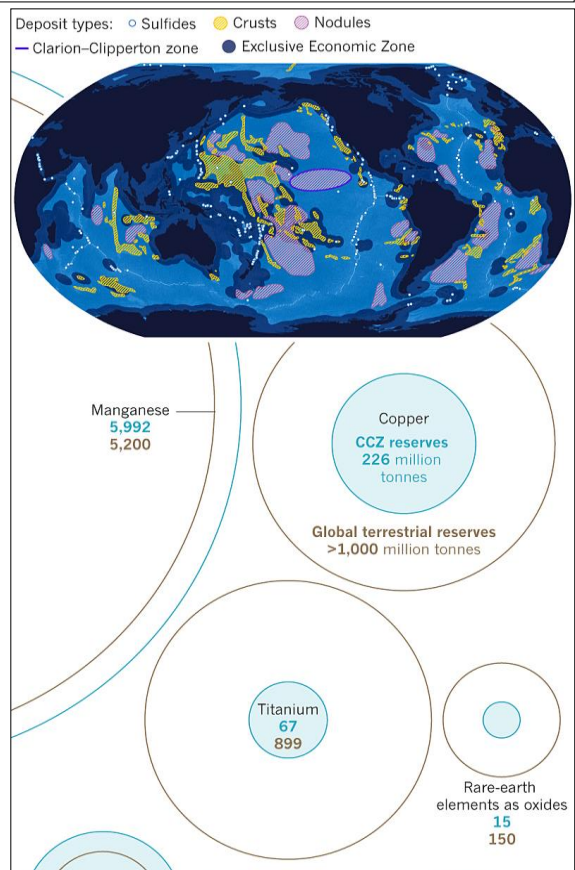 Deposit types: Sulfides Crusts Nodules
Clarion–Clipperton zone Exclusive Economic Zone
Manganese
5,992
5,200
Copper
CCZ reserves
226 million
tonnes
Global terrestrial reserves
>1,000 million tonnes
Titanium
67
899
Rare-earth
elements as oxides
15
150